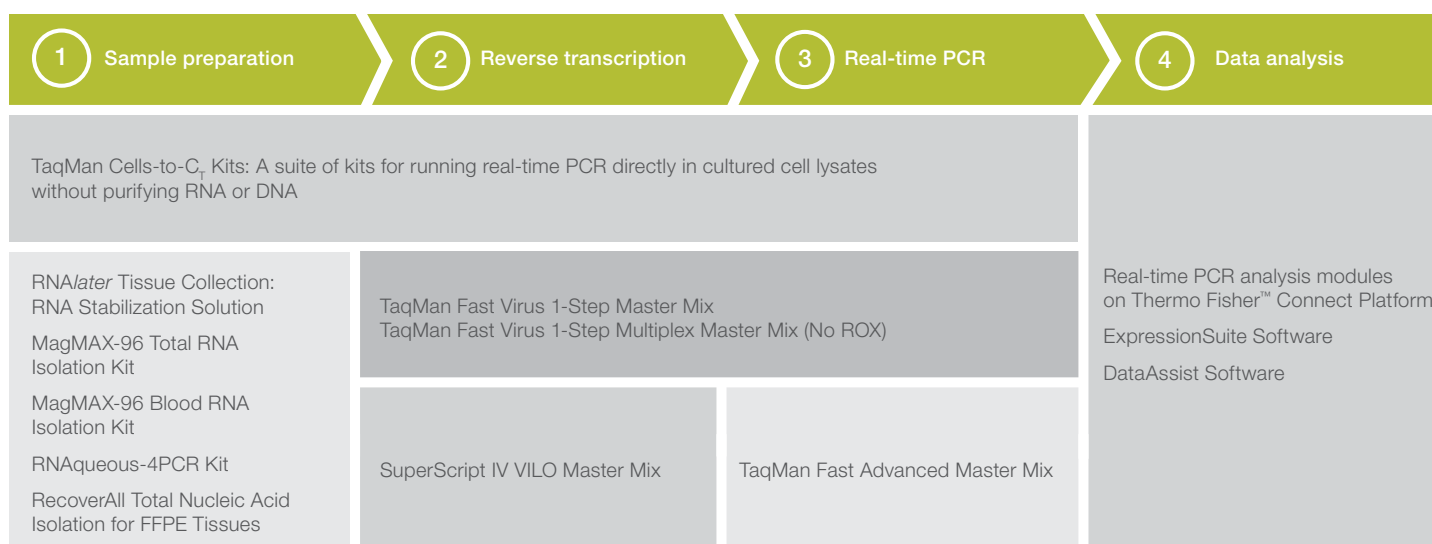 1 Sample preparation
2 Reverse transcription
3 Real-time PCR
4 Data analysis
TaqMan Cells-to-CT Kits: A suite of kits for running real-time PCR directly in cultured cell lysates
without purifying RNA or DNA
RNAlater Tissue Collection:
RNA Stabilization Solution
MagMAX-96 Total RNA
Isolation Kit
MagMAX-96 Blood RNA
Isolation Kit
RNAqueous-4PCR Kit
RecoverAll Total Nucleic Acid
Isolation for FFPE Tissues
TaqMan Fast Virus 1-Step Master Mix
TaqMan Fast Virus 1-Step Multiplex Master Mix (No ROX)
SuperScript IV VILO Master Mix
TaqMan Fast Advanced Master Mix
Real-time PCR analysis modules
on Thermo Fisher™ Connect Platform
ExpressionSuite Software
DataAssist Software